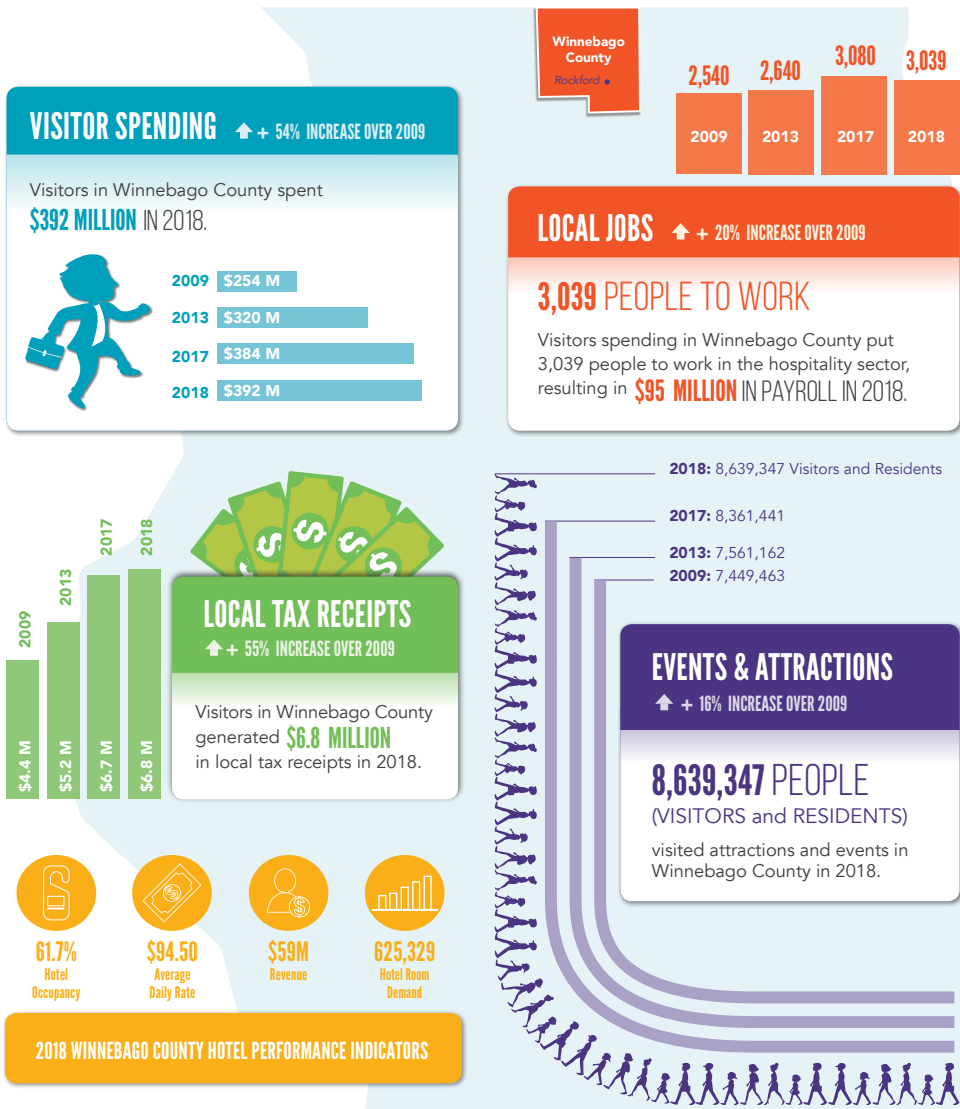 Winnebago
County
Rockford
2,540
2,640
3,080
3,039
2009
2013
2017
2018
VISITOR SPENDING + 54% INCREASE OVER 2009
Visitors in Winnebago County spent
$392 MILLION IN 2018.
2009 $254 M
2013 $320 M
2017 $384 M
2018 $392 M
LOCAL JOBS + 20% INCREASE OVER 2009
3,039 PEOPLE TO WORK
Visitors spending in Winnebago County put
3,039 people to work in the hospitality sector,
resulting in $95 MILLION IN PAYROLL IN 2018.
2009
2013
2017
2018
$4.4 M
$5.2 M
$6.7 M
$6.8 M
$ $ $ $ $
LOCAL TAX RECEIPTS
+ 55% INCREASE OVER 2009
Visitors in Winnebago County
generated $6.8 MILLION
in local tax receipts in 2018.
2018: 8,639,347 Visitors and Residents
2017: 8,361,441
2013: 7,561,162
2009: 7,449,463
EVENTS & ATTRACTIONS
+ 16% INCREASE OVER 2009
8,639,347 PEOPLE
(VISITORS and RESIDENTS)
visited attractions and events in
Winnebago County in 2018.
$
$
61.7%
Hotel
Occupancy
$94.50
Average
Daily Rate
$59M
Revenue
625,329
Hotel Room
Demand
2018 WINNEBAGO COUNTY HOTEL PERFORMANCE INDICATORS